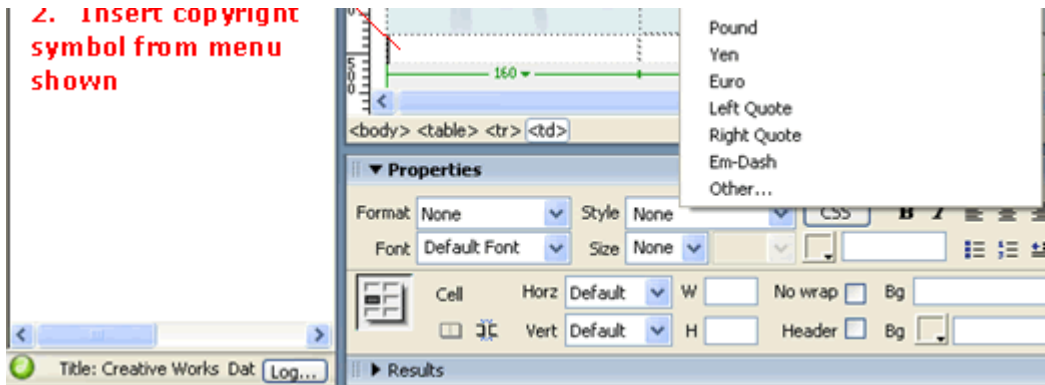 2. Insert copyright
symbol from menu
shown
500
160
<body> <table> <tr> <td>
Pound
Yen
Euro
Left Quote
Right Quote
Em-Dash
Other...
Properties
Format None Style None CSS B I
Font Default Font Size None
Cell Horz Default W No wrap Bg
Vert Default H Header Bg
Title: Creative Works Dat Log...
Results